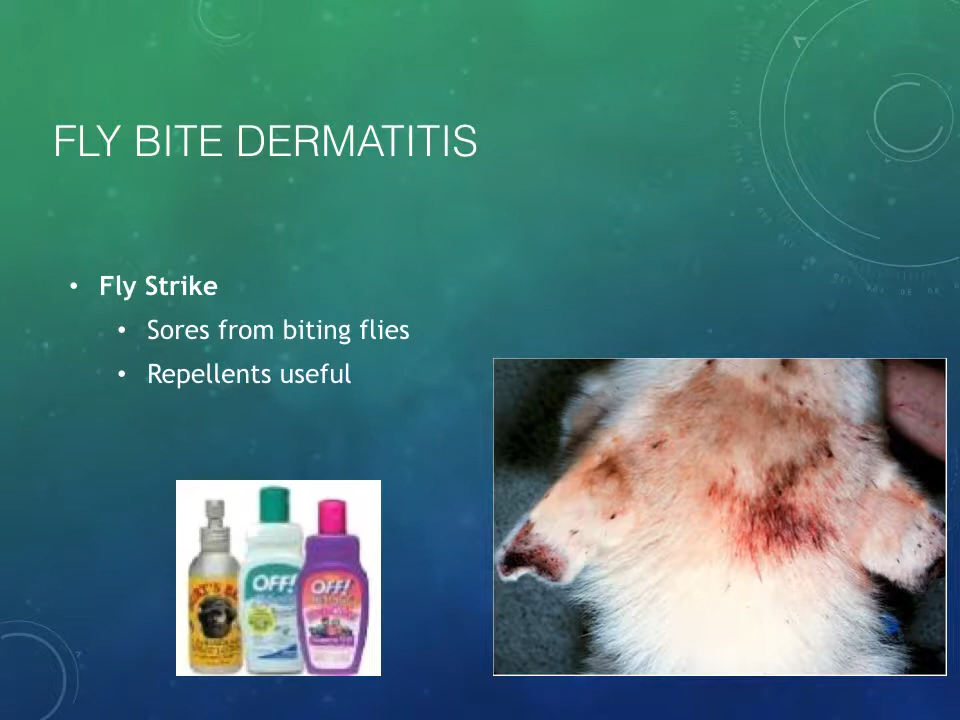 FLY BITE DERMATITIS
• Fly Strike
• Sores from biting flies
• Repellents useful
OFF!
OFF!